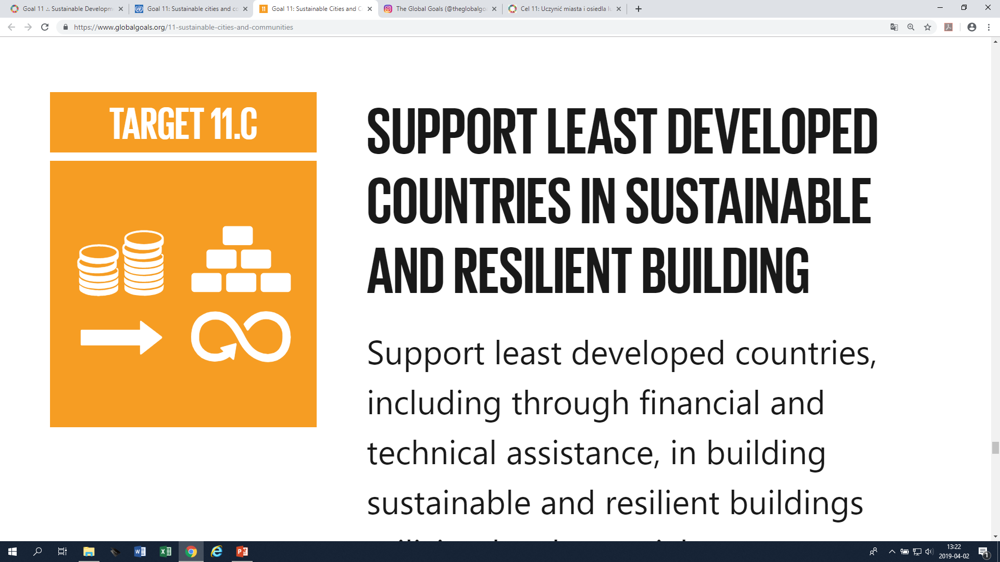 Goal 11 .:. Sustainable Developm
Goal 11: Sustainable cities and co
11
Goal 11: Sustainable Cities and C
The Global Goals (@theglobalgo
Cel 11: Uczynić miasta i osiedla lu
https://www.globalgoals.org/11-sustainable-cities-and-communities
TARGET 11.C
SUPPORT LEAST DEVELOPED
COUNTRIES IN SUSTAINABLE
AND RESILIENT BUILDING
Support least developed countries,
including through financial and
technical assistance, in building
sustainable and resilient buildings
13:22
2019-04-02
1